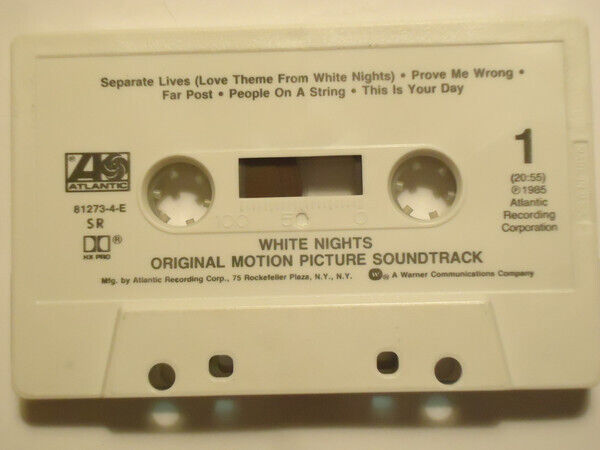 Separate Lives (Love Theme From White Nights) • Prove Me Wrong •
Far Post • People On A String • This Is Your Day
1
ATLANTIC
(20:55)
℗1985
Atlantic
Recording
Corporation
81273-4-E
SR
HX PRO
®
100 50 0
WHITE NIGHTS
ORIGINAL MOTION PICTURE SOUNDTRACK
Mfg. by Atlantic Recording Corp., 75 Rockefeller Plaza, N.Y., N.Y. ® A Warner Communications Company